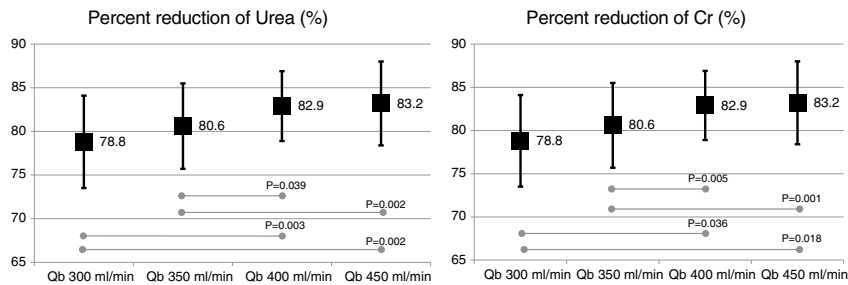 Percent reduction of Urea (%)
90
85
80
75
70
65
78.8
80.6
82.9
83.2
P=0.039
P=0.002
P=0.003
P=0.002
Qb 300 ml/min Qb 350 ml/min Qb 400 ml/min Qb 450 ml/min
Percent reduction of Cr (%)
90
85
80
75
70
65
78.8
80.6
82.9
83.2
P=0.005
P=0.001
P=0.036
P=0.018
Qb 300 ml/min Qb 350 ml/min Qb 400 ml/min Qb 450 ml/min